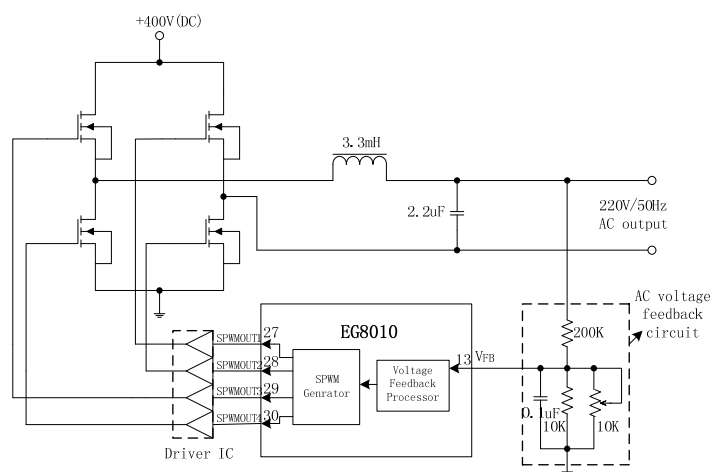 +400V(DC)
3.3mH
2.2uF
220V/50Hz
AC output
AC voltage
feedback
circuit
EG8010
200K
SPWMOUT1 27
SPWMOUT2 28
SPWMOUT3 29
SPWMOUT4 30
SPWM
Genrator
Voltage
Feedback
Processor
13 VFB
0.1uF
10K
10K
Driver IC